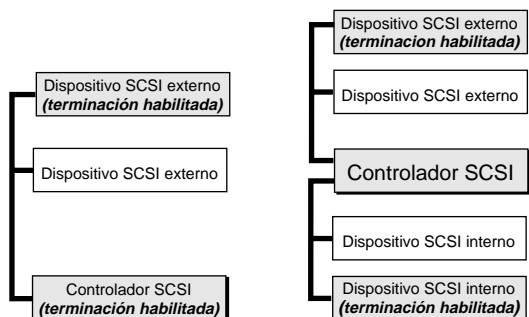 Dispositivo SCSI externo
(terminación habilitada)
Dispositivo SCSI externo
Controlador SCSI
(terminación habilitada)
Dispositivo SCSI externo
(terminacion habilitada)
Dispositivo SCSI externo
Controlador SCSI
Dispositivo SCSI interno
Dispositivo SCSI interno
(terminación habilitada)